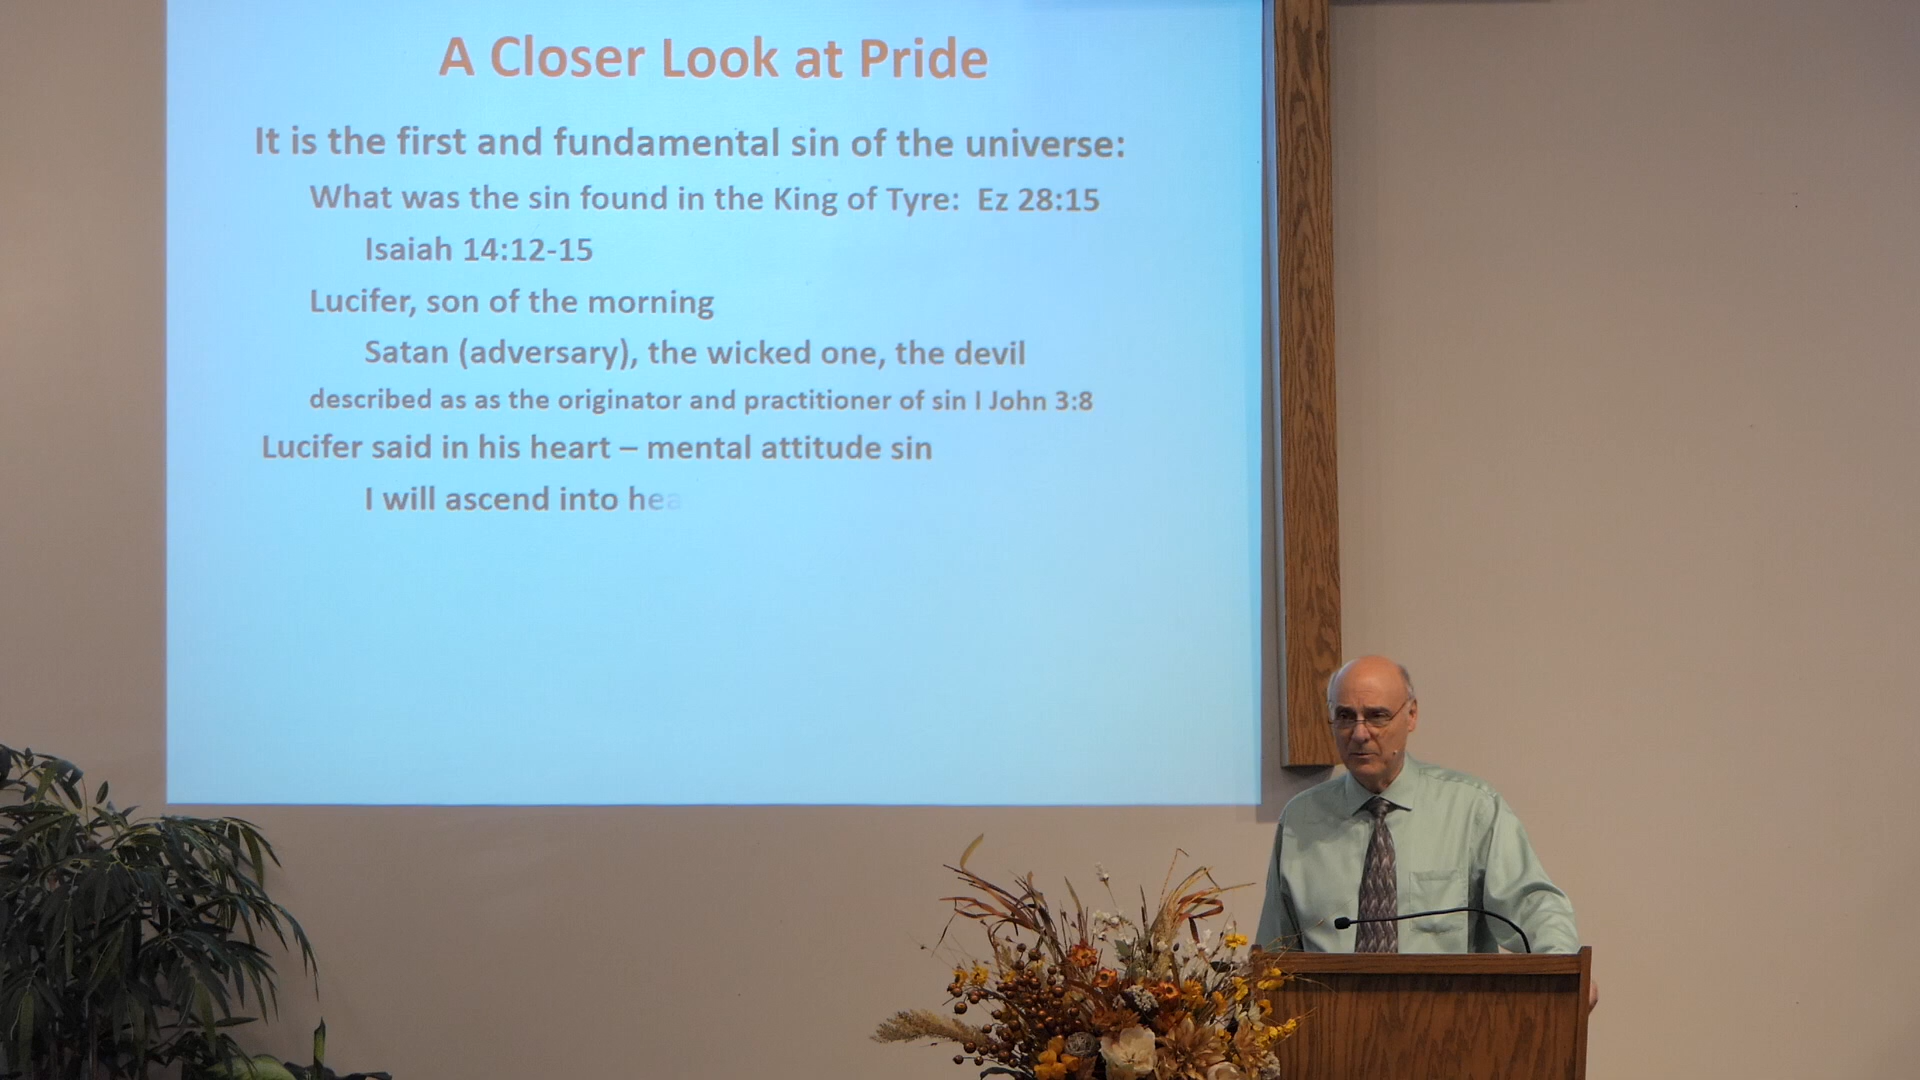 A Closer Look at Pride
It is the first and fundamental sin of the universe:
What was the sin found in the King of Tyre: Ez 28:15
Isaiah 14:12-15
Lucifer, son of the morning
Satan (adversary), the wicked one, the devil
described as as the originator and practitioner of sin I John 3:8
Lucifer said in his heart – mental attitude sin
I will ascend into hea